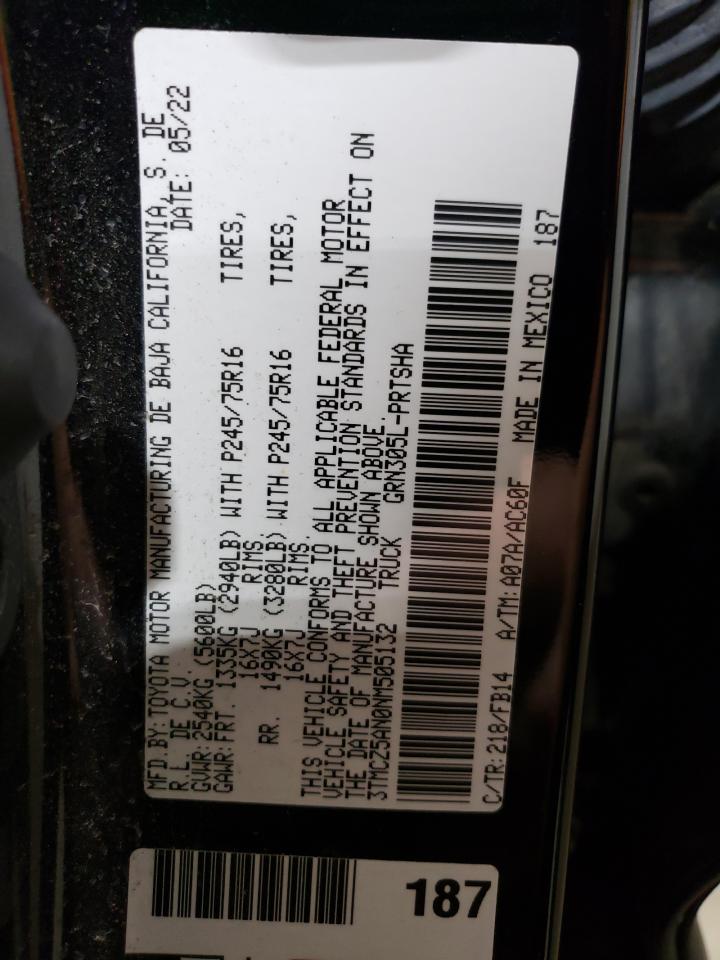 MFD.BY:TOYOTA MOTOR MANUFACTURING DE BAJA CALIFORNIA, S. DE
R.L. DE C.V. DATE: 05/22
GVWR:2540KG (5600LB)
GAWR:FRT. 1335KG (2940LB) WITH P245/75R16 TIRES,
16X7J RIMS.
RR. 1490KG (3280LB) WITH P245/75R16 TIRES,
16X7J RIMS.
THIS VEHICLE CONFORMS TO ALL APPLICABLE FEDERAL MOTOR
VEHICLE SAFETY AND THEFT PREVENTION STANDARDS IN EFFECT ON
THE DATE OF MANUFACTURE SHOWN ABOVE.
3TMCZ5AN0NM505132 TRUCK GRN305L-PRTSHA
C/TR:218/FB14 A/TM:A07A/AC60F MADE IN MEXICO 187
187